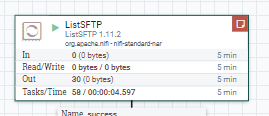 ListSFTP
ListSFTP 1.11.2
org.apache.nifi - nifi-standard-nar
In 0 (0 bytes) 5 min
Read/Write 0 bytes / 0 bytes 5 min
Out 30 (0 bytes) 5 min
Tasks/Time 58 / 00:00:04.597 5 min
Name success